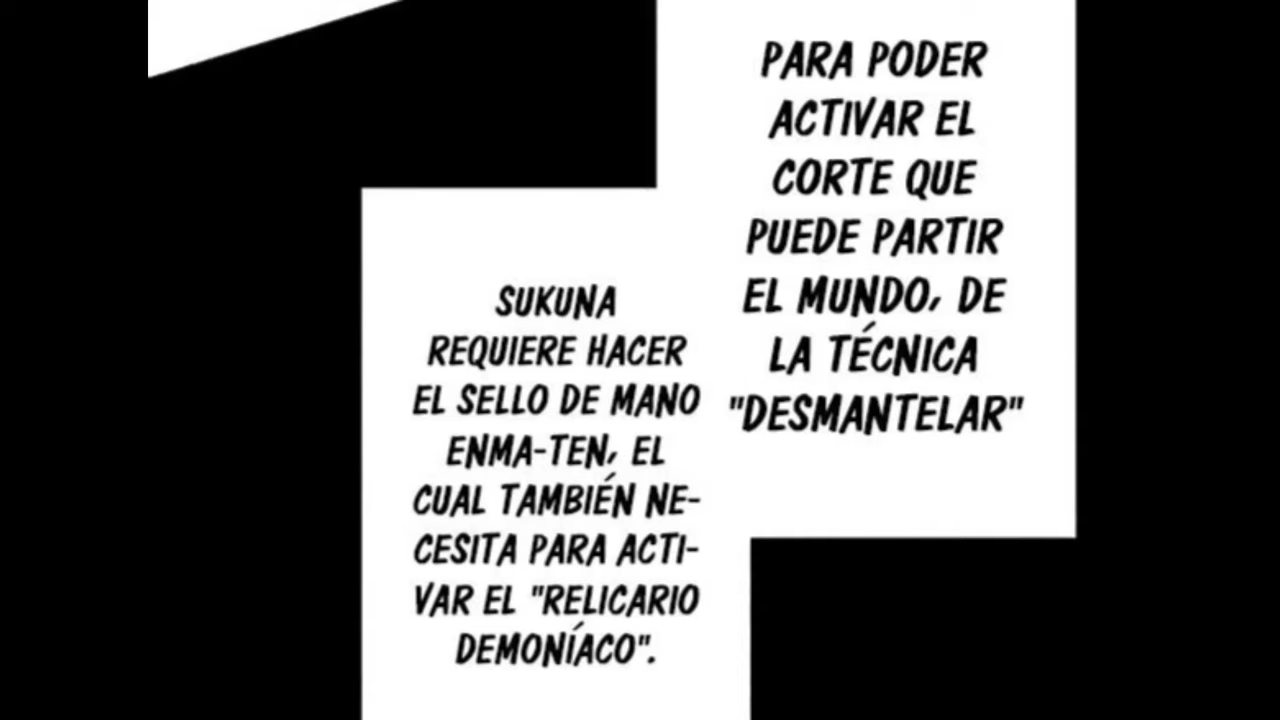 PARA PODER
ACTIVAR EL
CORTE QUE
PUEDE PARTIR
EL MUNDO, DE
LA TÉCNICA
"DESMANTELAR"
SUKUNA
REQUIERE HACER
EL SELLO DE MANO
ENMA-TEN, EL
CUAL TAMBIÉN NE-
CESITA PARA ACTI-
VAR EL "RELICARIO
DEMONÍACO".